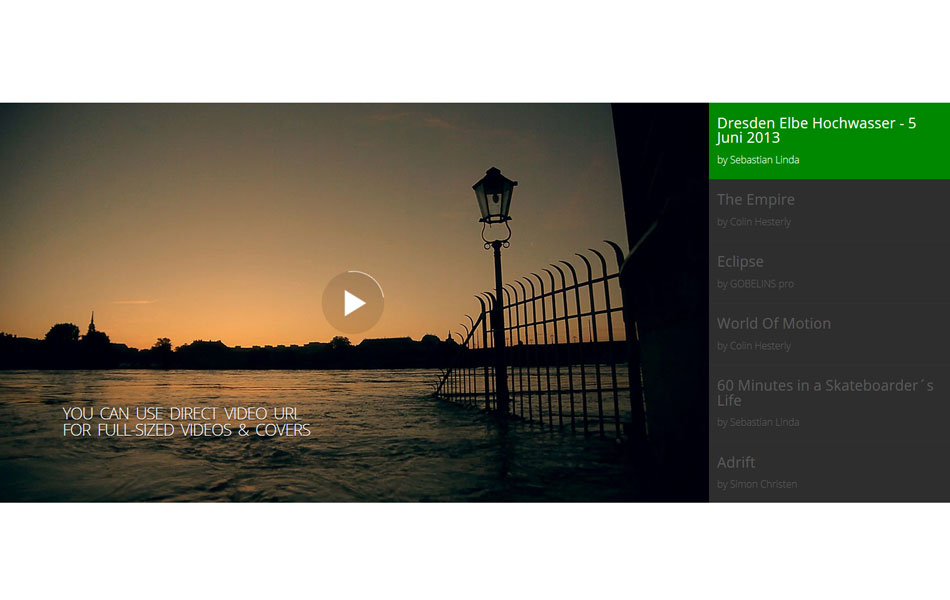 YOU CAN USE DIRECT VIDEO URL
FOR FULL-SIZED VIDEOS & COVERS
Dresden Elbe Hochwasser - 5
Juni 2013
by Sebastian Linda
The Empire
by Colin Hesterly
Eclipse
by GOBELINS pro
World Of Motion
by Colin Hesterly
60 Minutes in a Skateboarder´s
Life
by Sebastian Linda
Adrift
by Simon Christen